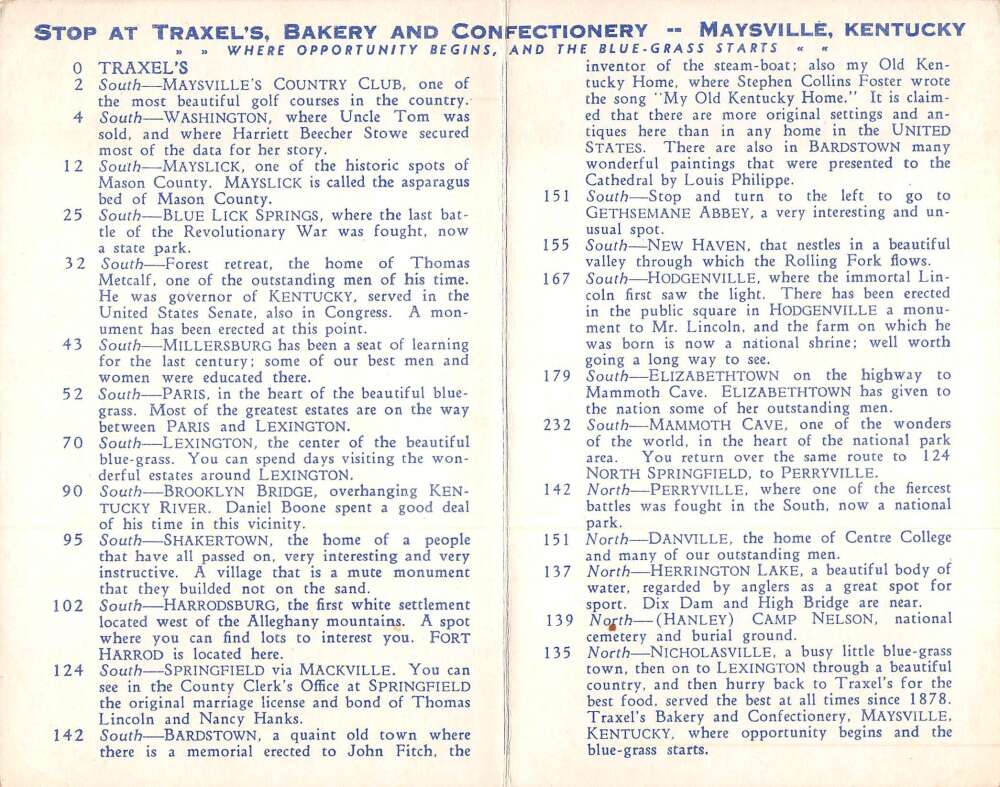 STOP AT TRAXEL'S, BAKERY AND CONFECTIONERY -- MAYSVILLE, KENTUCKY
» » WHERE OPPORTUNITY BEGINS, AND THE BLUE-GRASS STARTS « «
0 TRAXEL'S
2 South—MAYSVILLE'S COUNTRY CLUB, one of
the most beautiful golf courses in the country.
4 South—WASHINGTON, where Uncle Tom was
sold, and where Harriett Beecher Stowe secured
most of the data for her story.
12 South—MAYSLICK, one of the historic spots of
Mason County. MAYSLICK is called the asparagus
bed of Mason County.
25 South—BLUE LICK SPRINGS, where the last bat-
tle of the Revolutionary War was fought, now
a state park.
32 South—Forest retreat, the home of Thomas
Metcalf, one of the outstanding men of his time.
He was governor of KENTUCKY, served in the
United States Senate, also in Congress. A mon-
ument has been erected at this point.
43 South—MILLERSBURG has been a seat of learning
for the last century; some of our best men and
women were educated there.
52 South—PARIS, in the heart of the beautiful blue-
grass. Most of the greatest estates are on the way
between PARIS and LEXINGTON.
70 South—LEXINGTON, the center of the beautiful
blue-grass. You can spend days visiting the won-
derful estates around LEXINGTON.
90 South—BROOKLYN BRIDGE, overhanging KEN-
TUCKY RIVER. Daniel Boone spent a good deal
of his time in this vicinity.
95 South—SHAKERTOWN, the home of a people
that have all passed on, very interesting and very
instructive. A village that is a mute monument
that they builded not on the sand.
102 South—HARRODSBURG, the first white settlement
located west of the Alleghany mountains. A spot
where you can find lots to interest you. FORT
HARROD is located here.
124 South—SPRINGFIELD via MACKVILLE. You can
see in the County Clerk's Office at SPRINGFIELD
the original marriage license and bond of Thomas
Lincoln and Nancy Hanks.
142 South—BARDSTOWN, a quaint old town where
there is a memorial erected to John Fitch, the
inventor of the steam-boat; also my Old Ken-
tucky Home, where Stephen Collins Foster wrote
the song "My Old Kentucky Home." It is claim-
ed that there are more original settings and an-
tiques here than in any home in the UNITED
STATES. There are also in BARDSTOWN many
wonderful paintings that were presented to the
Cathedral by Louis Philippe.
151 South—Stop and turn to the left to go to
GETHSEMANE ABBEY, a very interesting and un-
usual spot.
155 South—NEW HAVEN, that nestles in a beautiful
valley through which the Rolling Fork flows.
167 South—HODGENVILLE, where the immortal Lin-
coln first saw the light. There has been erected
in the public square in HODGENVILLE a monu-
ment to Mr. Lincoln, and the farm on which he
was born is now a national shrine; well worth
going a long way to see.
179 South—ELIZABETHTOWN on the highway to
Mammoth Cave. ELIZABETHTOWN has given to
the nation some of her outstanding men.
232 South—MAMMOTH CAVE, one of the wonders
of the world, in the heart of the national park
area. You return over the same route to 124
NORTH SPRINGFIELD, to PERRYVILLE.
142 North—PERRYVILLE, where one of the fiercest
battles was fought in the South, now a national
park.
151 North—DANVILLE, the home of Centre College
and many of our outstanding men.
137 North—HERRINGTON LAKE, a beautiful body of
water, regarded by anglers as a great spot for
sport. Dix Dam and High Bridge are near.
139 North—(HANLEY) CAMP NELSON, national
cemetery and burial ground.
135 North—NICHOLASVILLE, a busy little blue-grass
town, then on to LEXINGTON through a beautiful
country, and then hurry back to Traxel's for the
best food, served the best at all times since 1878.
Traxel's Bakery and Confectionery, MAYSVILLE,
KENTUCKY, where opportunity begins and the
blue-grass starts.